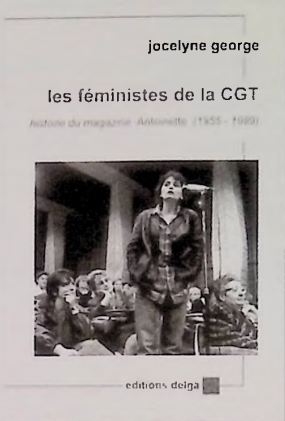 jocelyne george
les féministes de la CGT
histoire du magazine Antoinette (1955 - 1989)
editions delga